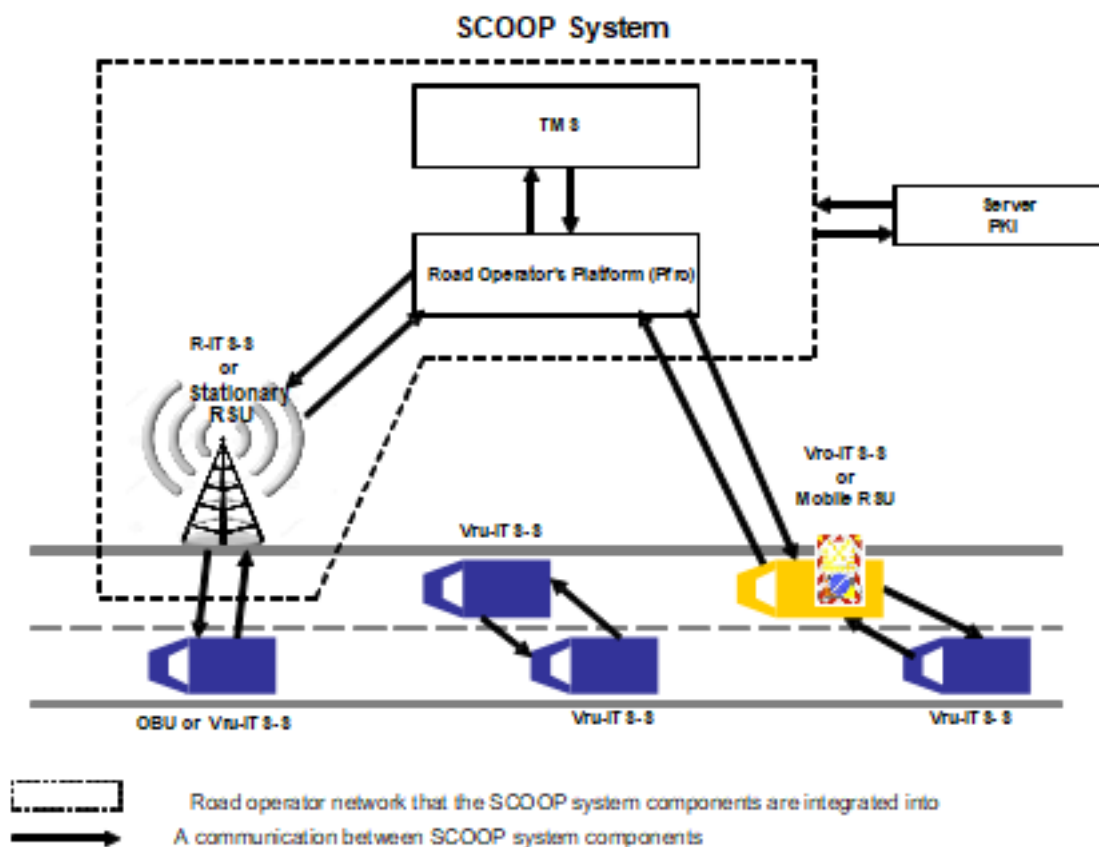 SCOOP System
TMS
Server
PKI
Road Operator's Platform (Pfro)
R-ITS-S
or
Stationary
RSU
Vro-ITS-S
or
Mobile RSU
Vru-ITS-S
OBU or Vru-ITS-S
Vru-ITS-S
Vru-ITS-S
Road operator network that the SCOOP system components are integrated into
A communication between SCOOP system components